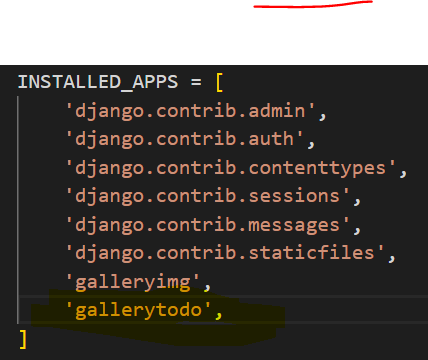 INSTALLED_APPS = [
    'django.contrib.admin',
    'django.contrib.auth',
    'django.contrib.contenttypes',
    'django.contrib.sessions',
    'django.contrib.messages',
    'django.contrib.staticfiles',
    'galleryimg',
    'gallerytodo',
]